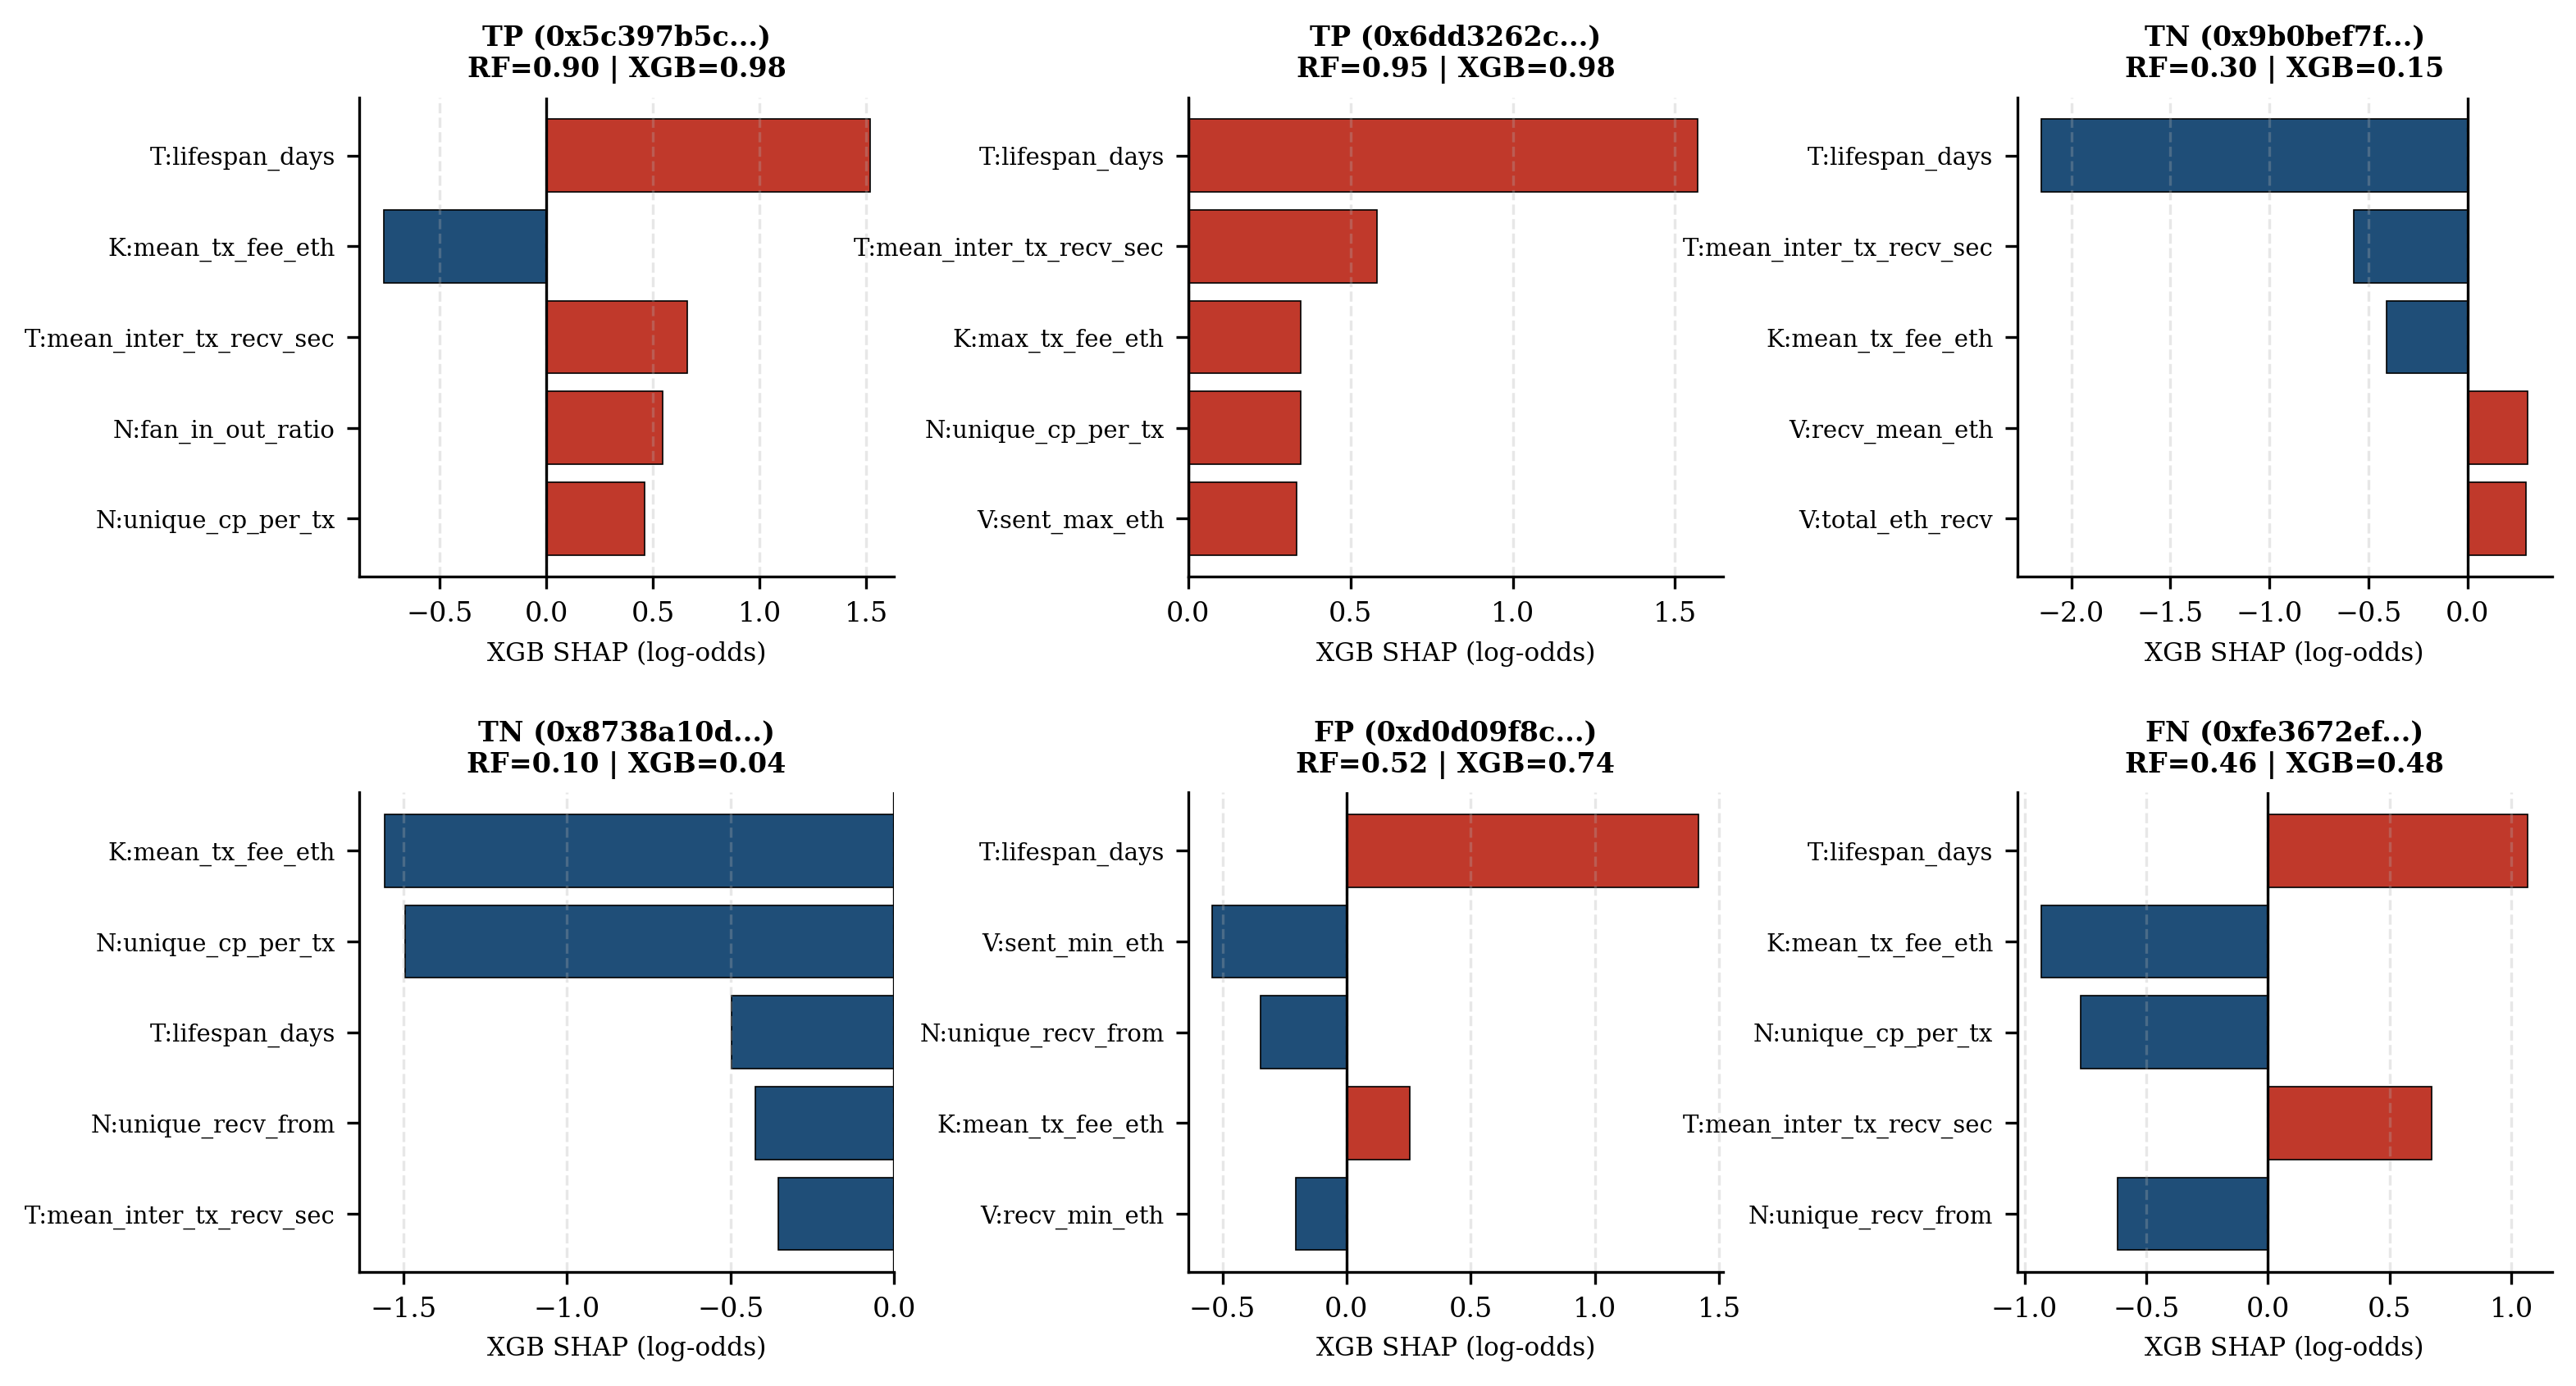 TP (0x5c397b5c...)
RF=0.90 | XGB=0.98
T:lifespan_days
K:mean_tx_fee_eth
T:mean_inter_tx_recv_sec
N:fan_in_out_ratio
N:unique_cp_per_tx
−0.5 0.0 0.5 1.0 1.5
XGB SHAP (log-odds)
TP (0x6dd3262c...)
RF=0.95 | XGB=0.98
T:lifespan_days
T:mean_inter_tx_recv_sec
K:max_tx_fee_eth
N:unique_cp_per_tx
V:sent_max_eth
0.0 0.5 1.0 1.5
XGB SHAP (log-odds)
TN (0x9b0bef7f...)
RF=0.30 | XGB=0.15
T:lifespan_days
T:mean_inter_tx_recv_sec
K:mean_tx_fee_eth
V:recv_mean_eth
V:total_eth_recv
−2.0 −1.5 −1.0 −0.5 0.0
XGB SHAP (log-odds)
TN (0x8738a10d...)
RF=0.10 | XGB=0.04
K:mean_tx_fee_eth
N:unique_cp_per_tx
T:lifespan_days
N:unique_recv_from
T:mean_inter_tx_recv_sec
−1.5 −1.0 −0.5 0.0
XGB SHAP (log-odds)
FP (0xd0d09f8c...)
RF=0.52 | XGB=0.74
T:lifespan_days
V:sent_min_eth
N:unique_recv_from
K:mean_tx_fee_eth
V:recv_min_eth
−0.5 0.0 0.5 1.0 1.5
XGB SHAP (log-odds)
FN (0xfe3672ef...)
RF=0.46 | XGB=0.48
T:lifespan_days
K:mean_tx_fee_eth
N:unique_cp_per_tx
T:mean_inter_tx_recv_sec
N:unique_recv_from
−1.0 −0.5 0.0 0.5 1.0
XGB SHAP (log-odds)